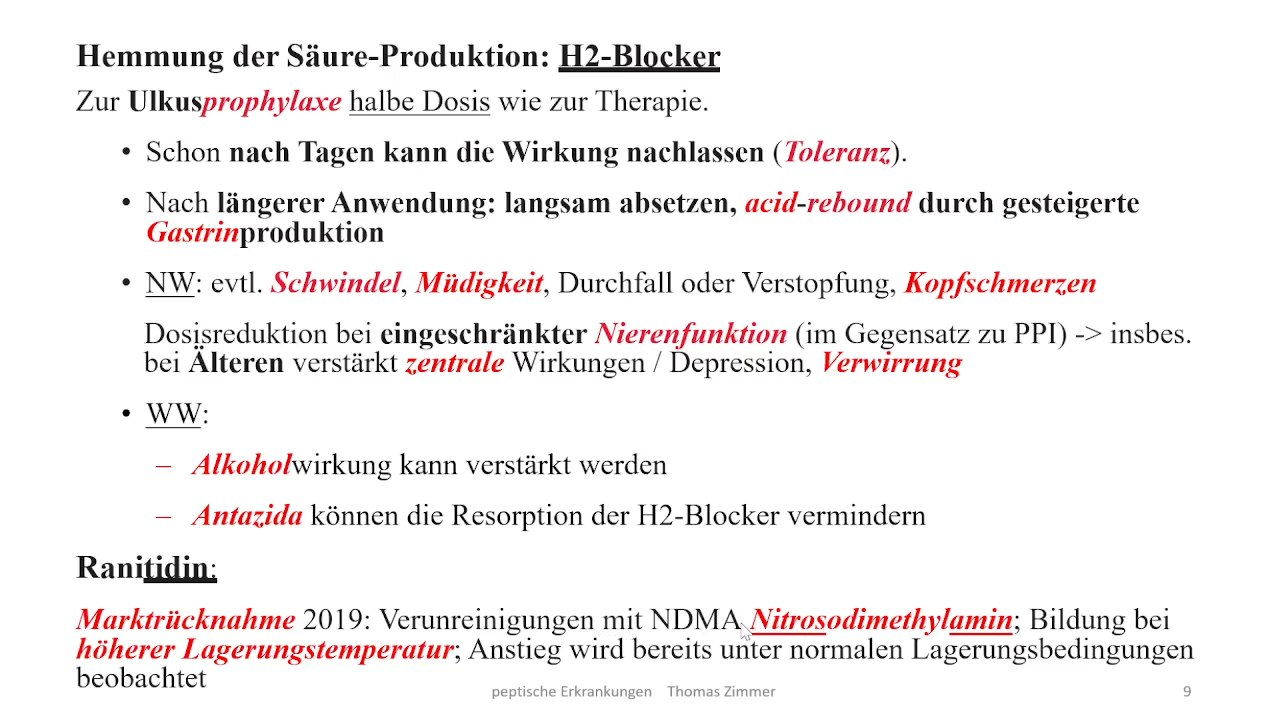 Hemmung der Säure-Produktion: H2-Blocker
Zur Ulkusprophylaxe halbe Dosis wie zur Therapie.
• Schon nach Tagen kann die Wirkung nachlassen (Toleranz).
• Nach längerer Anwendung: langsam absetzen, acid-rebound durch gesteigerte
Gastrinproduktion
• NW: evtl. Schwindel, Müdigkeit, Durchfall oder Verstopfung, Kopfschmerzen
Dosisreduktion bei eingeschränkter Nierenfunktion (im Gegensatz zu PPI) -> insbes.
bei Älteren verstärkt zentrale Wirkungen / Depression, Verwirrung
• WW:
– Alkoholwirkung kann verstärkt werden
– Antazida können die Resorption der H2-Blocker vermindern
Ranitidin:
Marktrücknahme 2019: Verunreinigungen mit NDMA Nitrosodimethylamin; Bildung bei
höherer Lagerungstemperatur; Anstieg wird bereits unter normalen Lagerungsbedingungen
beobachtet
peptische Erkrankungen Thomas Zimmer 9